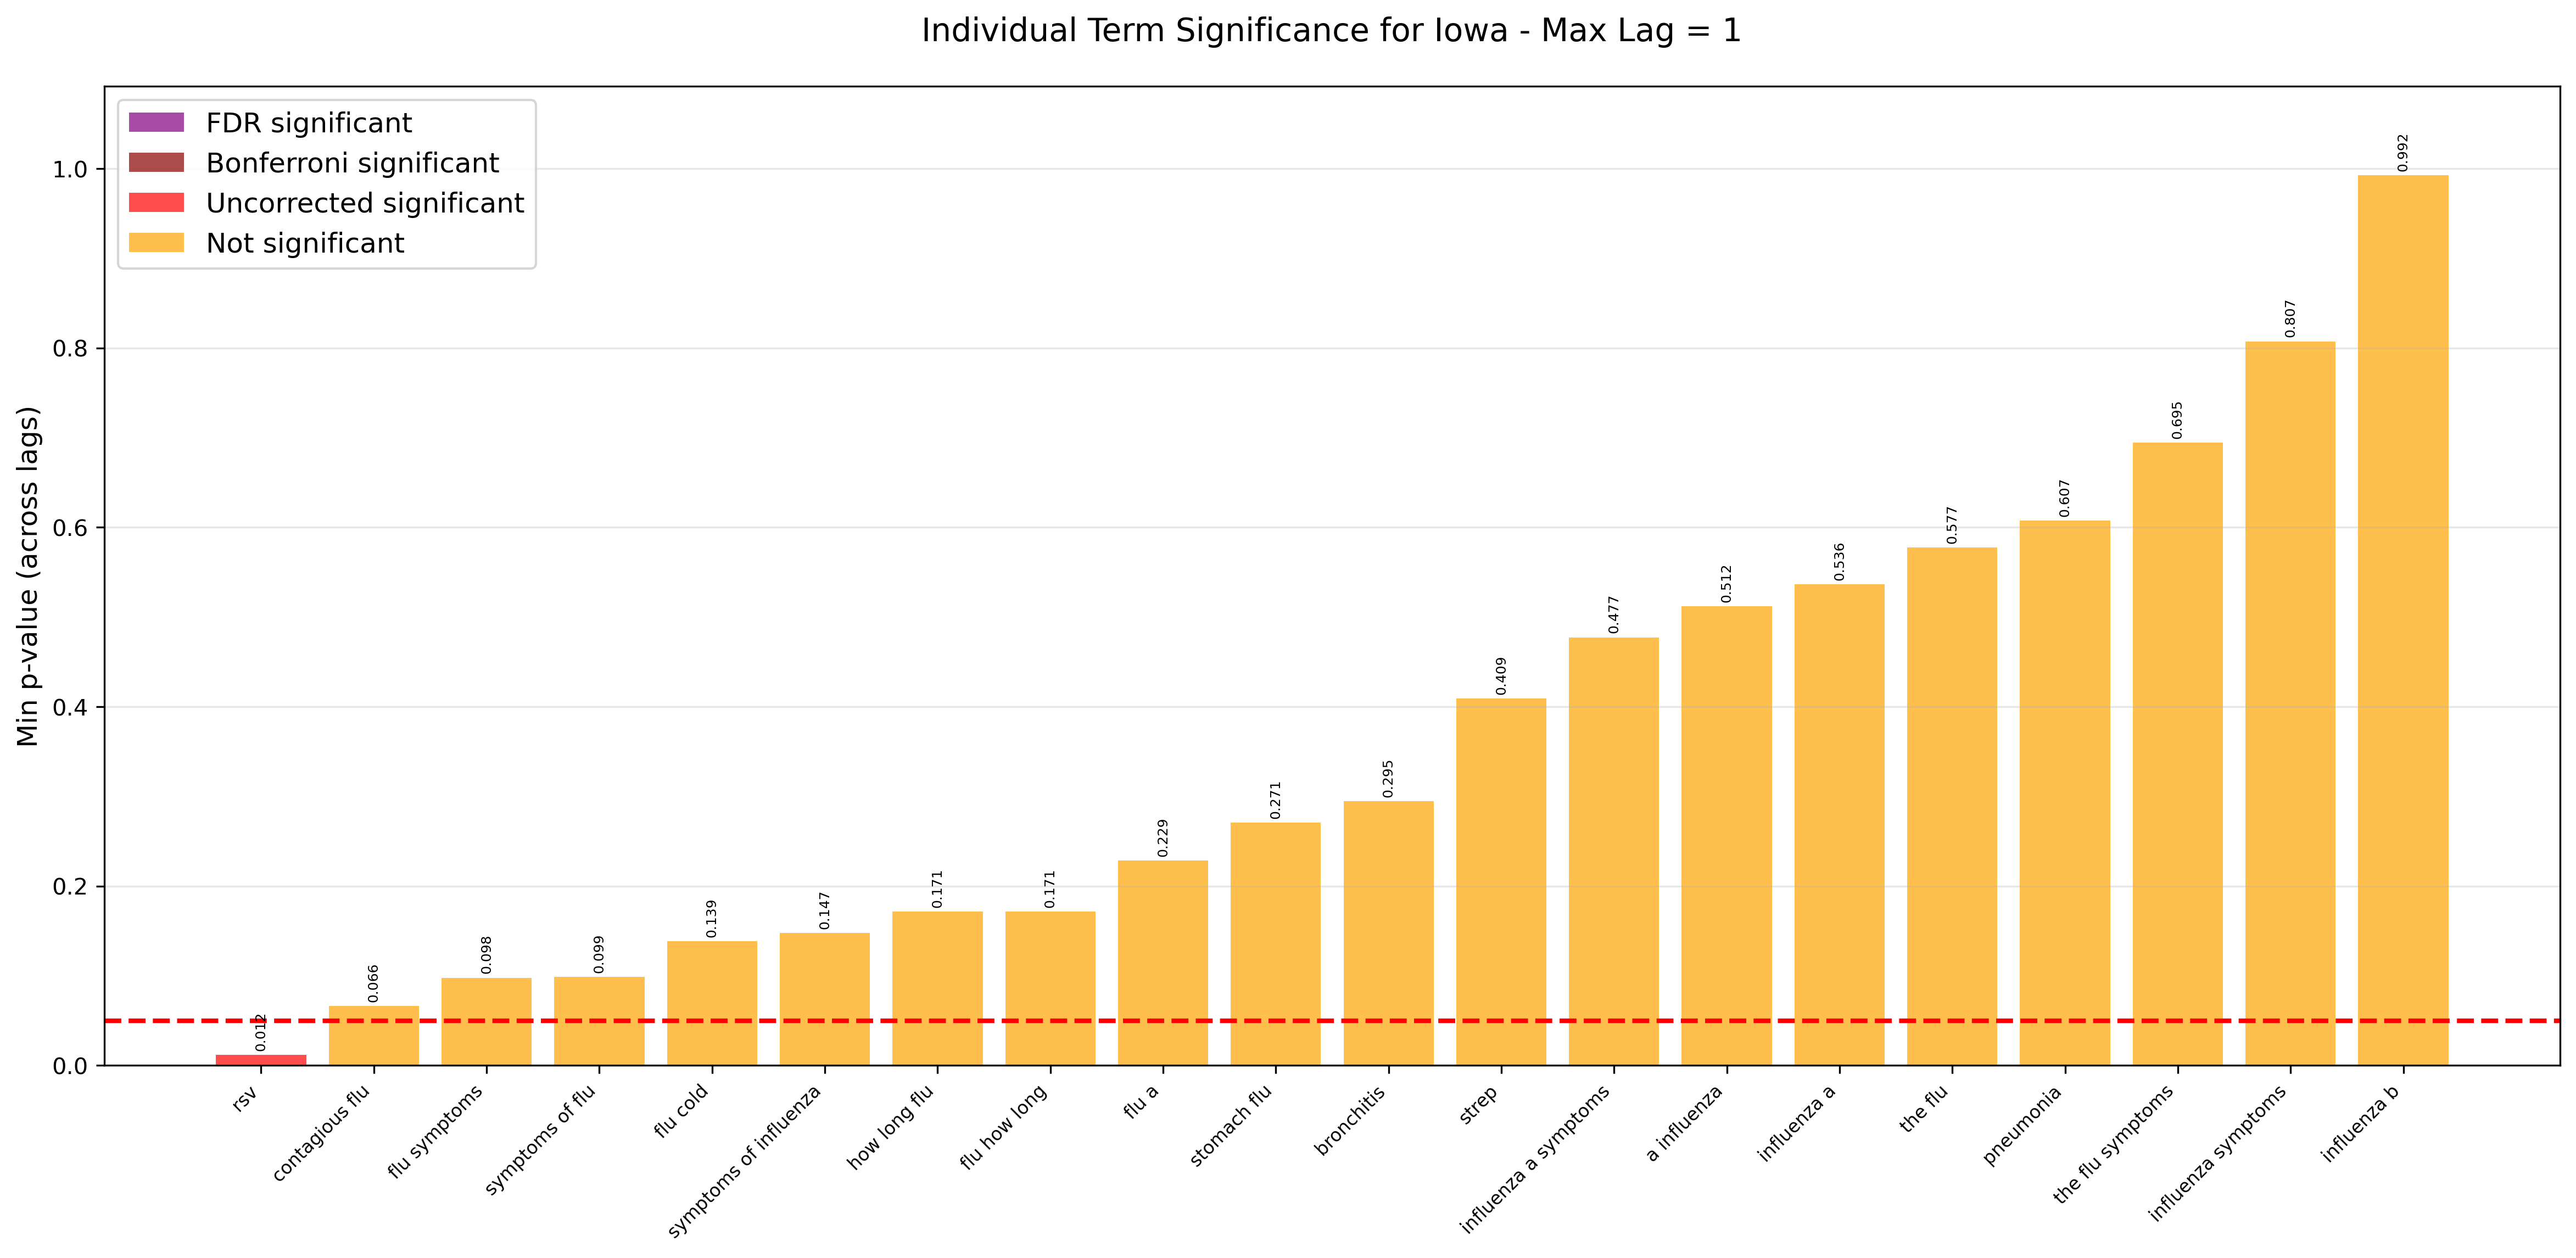 Individual Term Significance for Iowa - Max Lag = 1
FDR significant
Bonferroni significant
Uncorrected significant
Not significant
Min p-value (across lags)
1.0
0.8
0.6
0.4
0.2
0.0
0.012
0.066
0.098
0.099
0.139
0.147
0.171
0.171
0.229
0.271
0.295
0.409
0.477
0.512
0.536
0.577
0.607
0.695
0.807
0.992
rsv
contagious flu
flu symptoms
symptoms of flu
flu cold
symptoms of influenza
how long flu
flu how long
flu a
stomach flu
bronchitis
strep
influenza a symptoms
a influenza
influenza a
the flu
pneumonia
the flu symptoms
influenza symptoms
influenza b